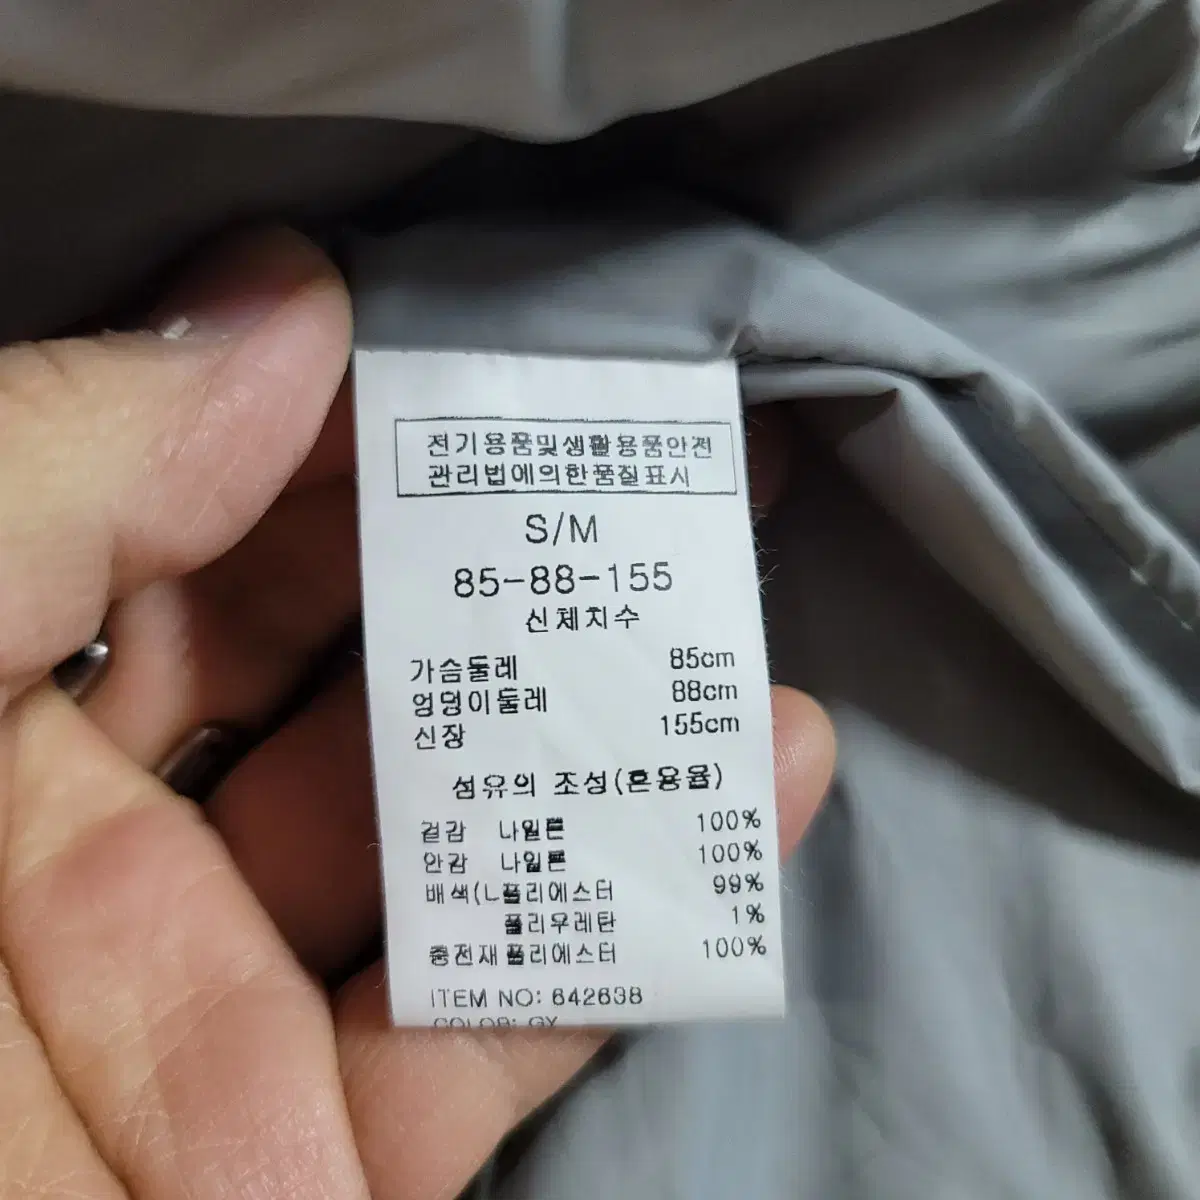 전기용품및생활용품안전
관리법에의한품질표시
S/M
85-88-155
신체치수
가슴둘레 85cm
엉덩이둘레 88cm
신장 155cm
섬유의 조성(혼용율)
겉감 나일론 100%
안감 나일론 100%
배색(ㄴ폴리에스터 99%
폴리우레탄 1%
충전재 폴리에스터 100%
ITEM NO: 642638
COLOR: GY